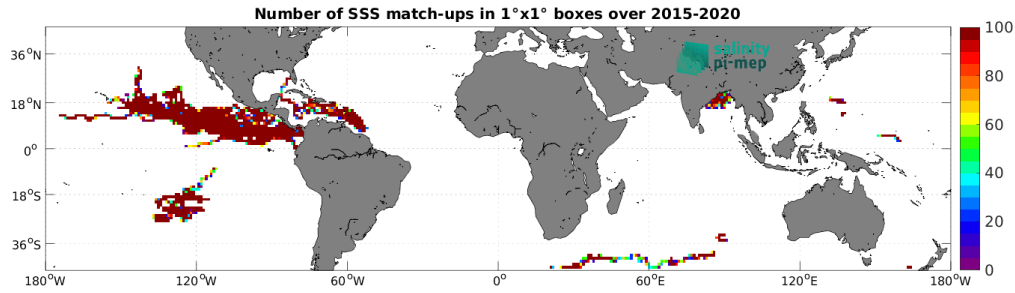 Number of SSS match-ups in 1°x1° boxes over 2015-2020
36°N
18°N
0°
18°S
36°S
180°W
120°W
60°W
0°
60°E
120°E
180°W
salinity
pi-mep
100
80
60
40
20
0